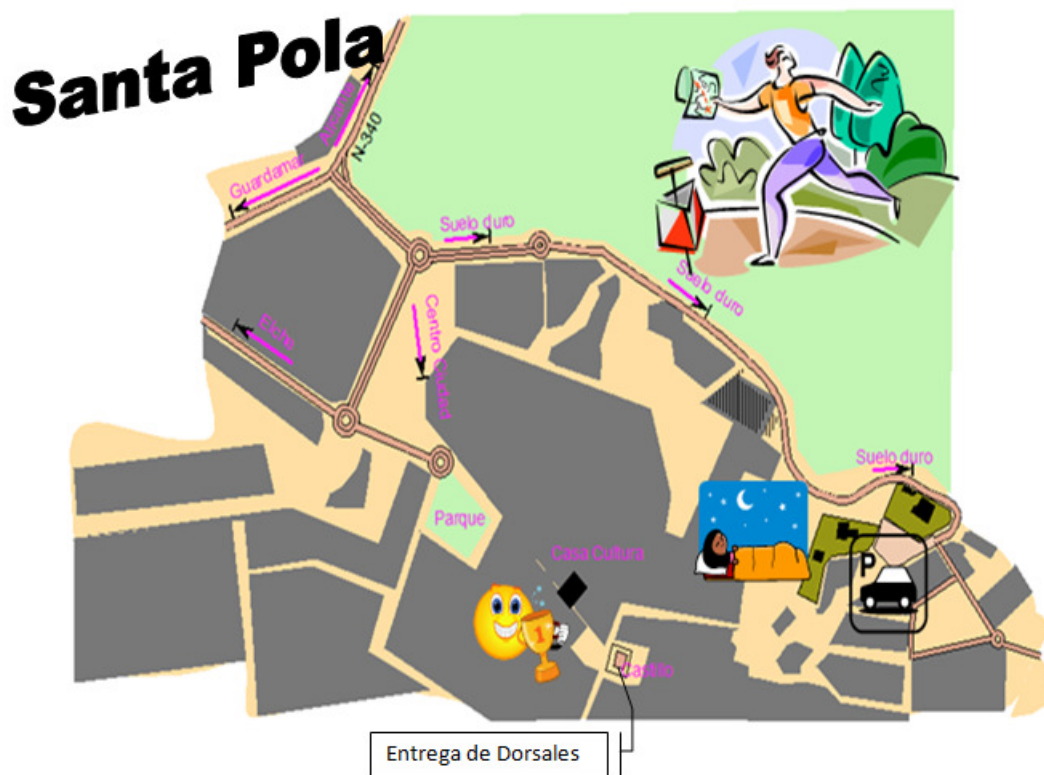 Santa Pola
Alicante
N-340
Guardamar
Suelo duro
Suelo duro
Elche
Centro Ciudad
Suelo duro
Parque
Casa Cultura
P
1
Castillo
Entrega de Dorsales